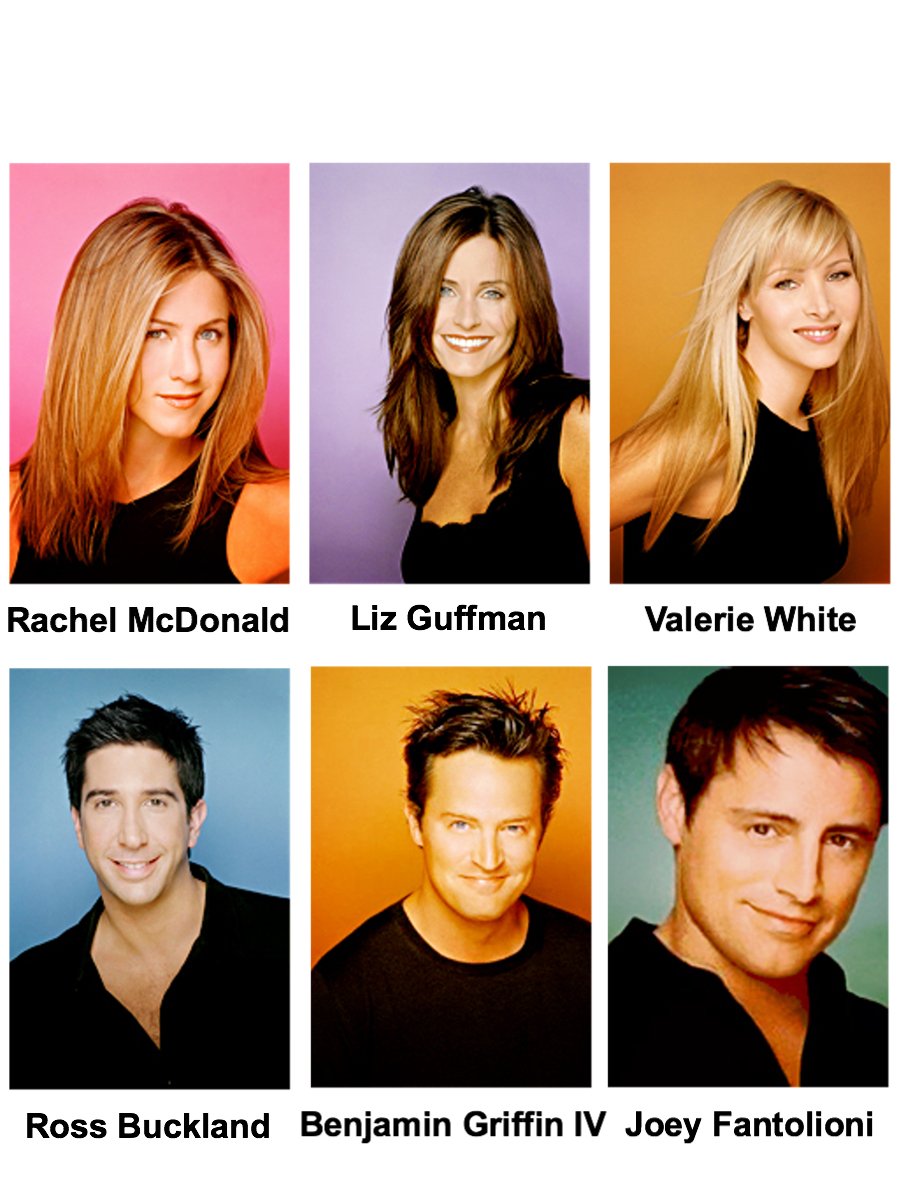 Rachel McDonald
Liz Guffman
Valerie White
Ross Buckland
Benjamin Griffin IV
Joey Fantolioni